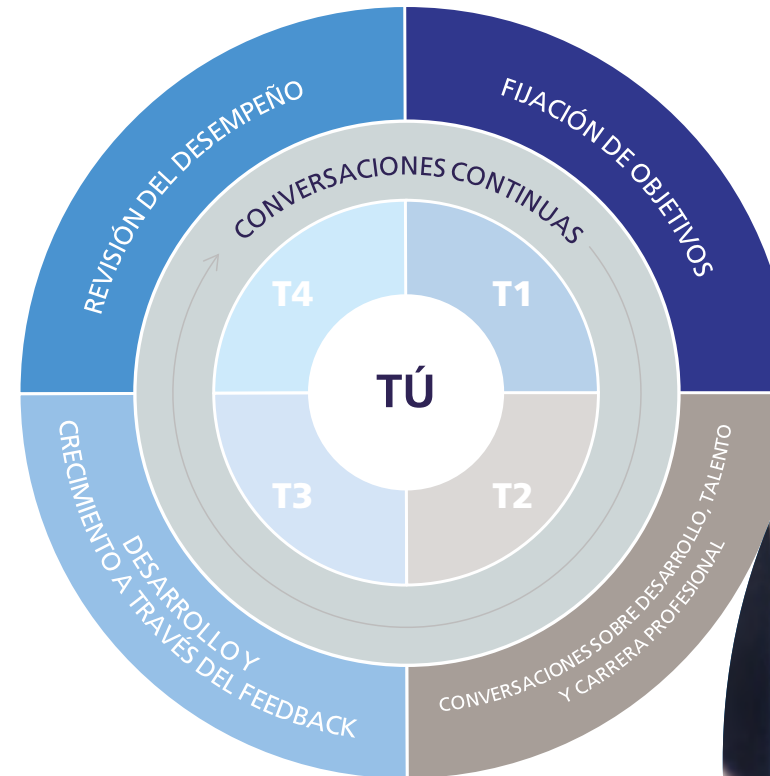 REVISIÓN DEL DESEMPEÑO
FIJACIÓN DE OBJETIVOS
CONVERSACIONES CONTINUAS
T4
T1
TÚ
T3
T2
DESARROLLO Y
CRECIMIENTO A TRAVÉS DEL FEEDBACK
CONVERSACIONES SOBRE DESARROLLO, TALENTO
Y CARRERA PROFESIONAL